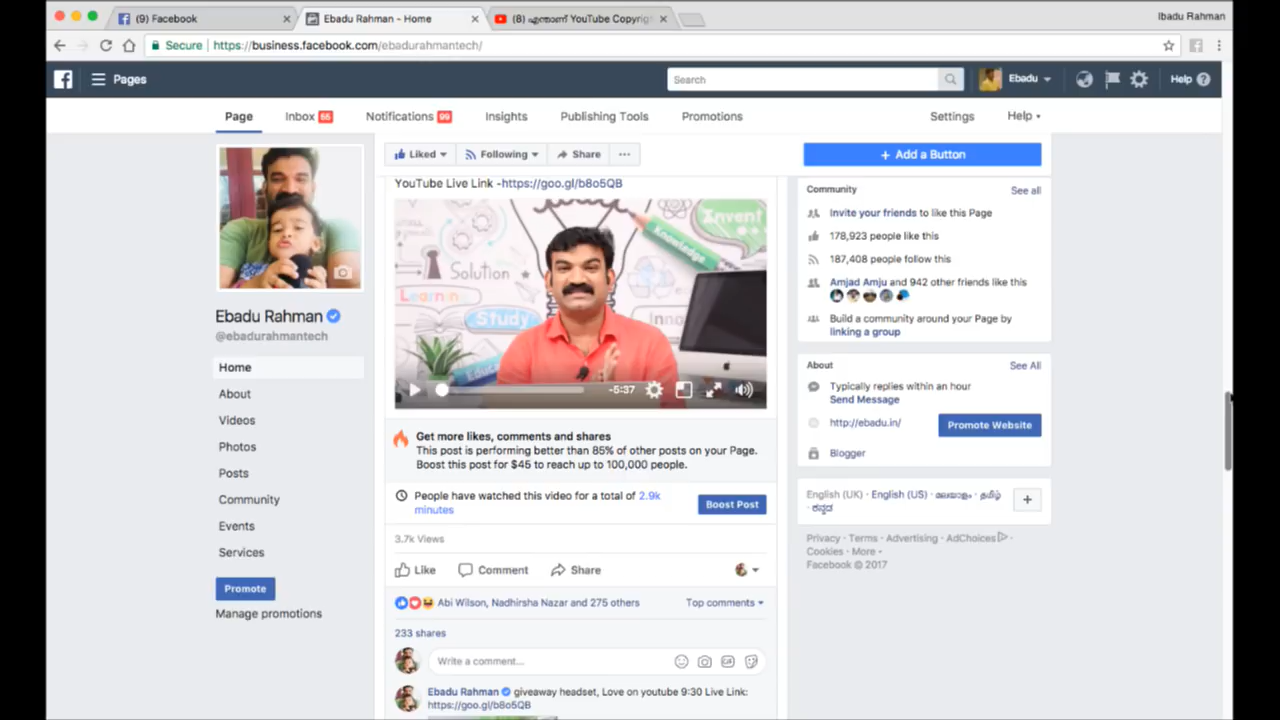 (9) Facebook
Ebadu Rahman - Home
(8) എന്താണ് YouTube Copyrig
Ibadu Rahman
Secure
https://business.facebook.com/ebadurahmantech/
Pages
Search
Ebadu
Help
Page
Inbox 55
Notifications 99
Insights
Publishing Tools
Promotions
Settings
Help
Liked
Following
Share
...
+ Add a Button
Ebadu Rahman
@ebadurahmantech
Home
About
Videos
Photos
Posts
Community
Events
Services
Promote
Manage promotions
YouTube Live Link -https://goo.gl/b8o5QB
Invent
Knowledge
Solution
Learning
Study
Inno
Educa
-5:37
Get more likes, comments and shares
This post is performing better than 85% of other posts on your Page.
Boost this post for $45 to reach up to 100,000 people.
People have watched this video for a total of 2.9k
minutes
Boost Post
3.7k Views
Like
Comment
Share
Abi Wilson, Nadhirsha Nazar and 275 others
Top comments
233 shares
Write a comment...
GIF
Ebadu Rahman giveaway headset, Love on youtube 9:30 Live Link:
https://goo.gl/b8o5QB
Community
See all
Invite your friends to like this Page
178,923 people like this
187,408 people follow this
Amjad Amju and 942 other friends like this
Build a community around your Page by
linking a group
About
See All
Typically replies within an hour
Send Message
http://ebadu.in/
Promote Website
Blogger
English (UK) · English (US) · മലയാളം · தமிழ்
· ಕನ್ನಡ
+
Privacy · Terms · Advertising · AdChoices ·
Cookies · More
Facebook © 2017